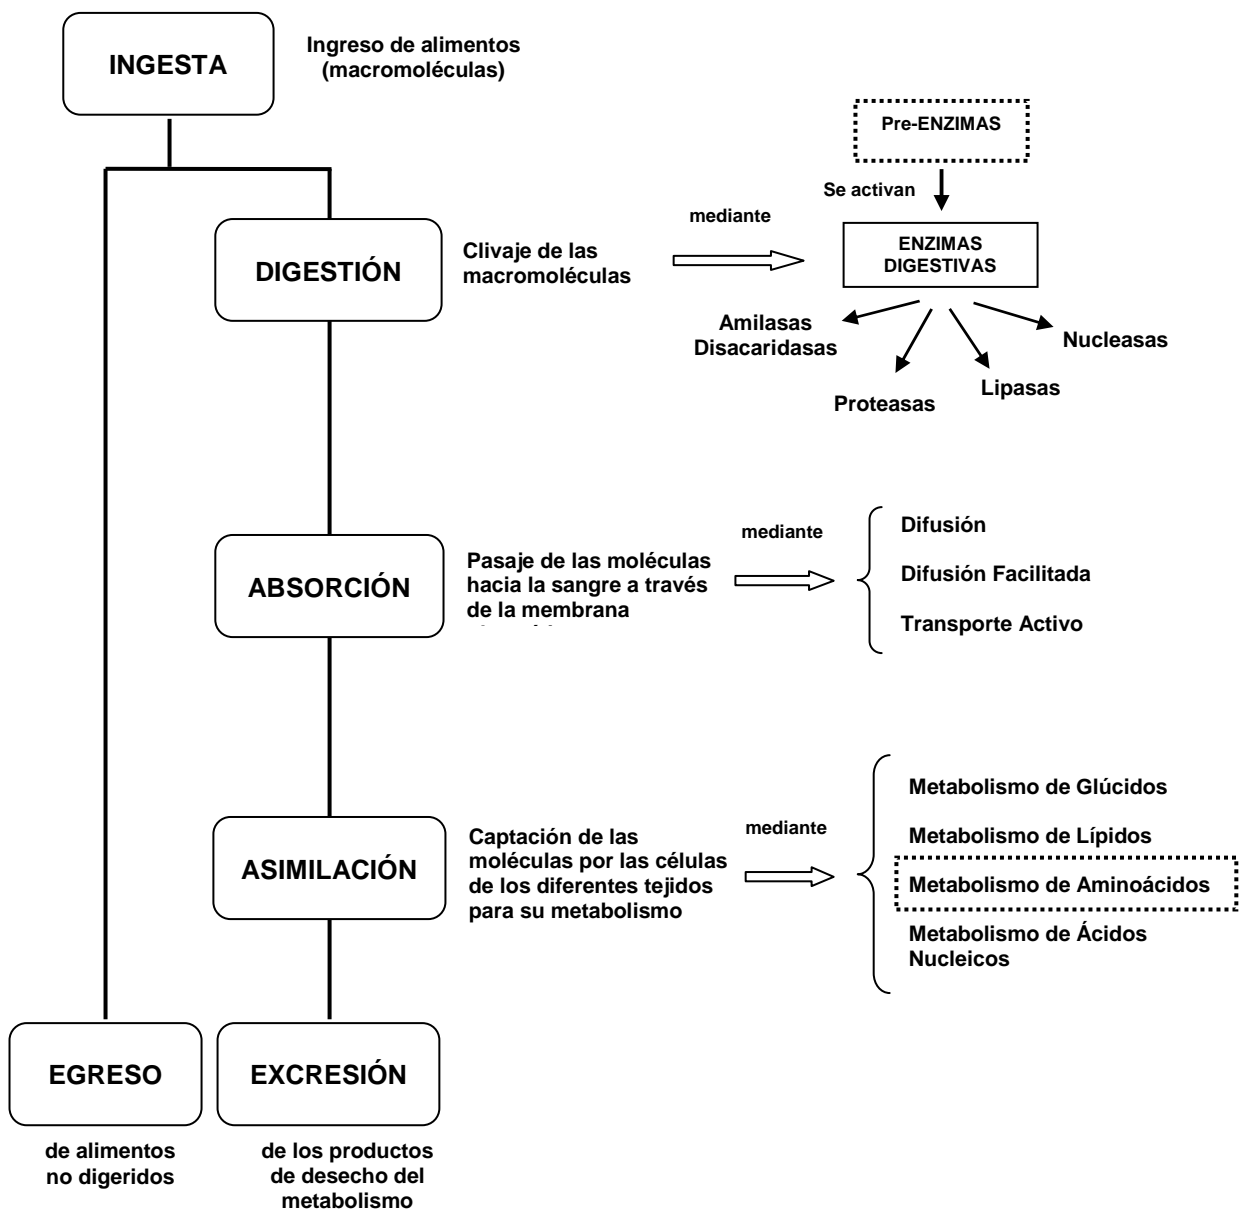 INGESTA
Ingreso de alimentos
(macromoléculas)
Pre-ENZIMAS
Se activan
DIGESTIÓN
Clivaje de las
macromoléculas
mediante
ENZIMAS
DIGESTIVAS
Amilasas
Disacaridasas
Proteasas
Lipasas
Nucleasas
ABSORCIÓN
Pasaje de las moléculas
hacia la sangre a través
de la membrana
mediante
Difusión
Difusión Facilitada
Transporte Activo
ASIMILACIÓN
Captación de las
moléculas por las células
de los diferentes tejidos
para su metabolismo
mediante
Metabolismo de Glúcidos
Metabolismo de Lípidos
Metabolismo de Aminoácidos
Metabolismo de Ácidos
Nucleicos
EGRESO
de alimentos
no digeridos
EXCRESIÓN
de los productos
de desecho del
metabolismo